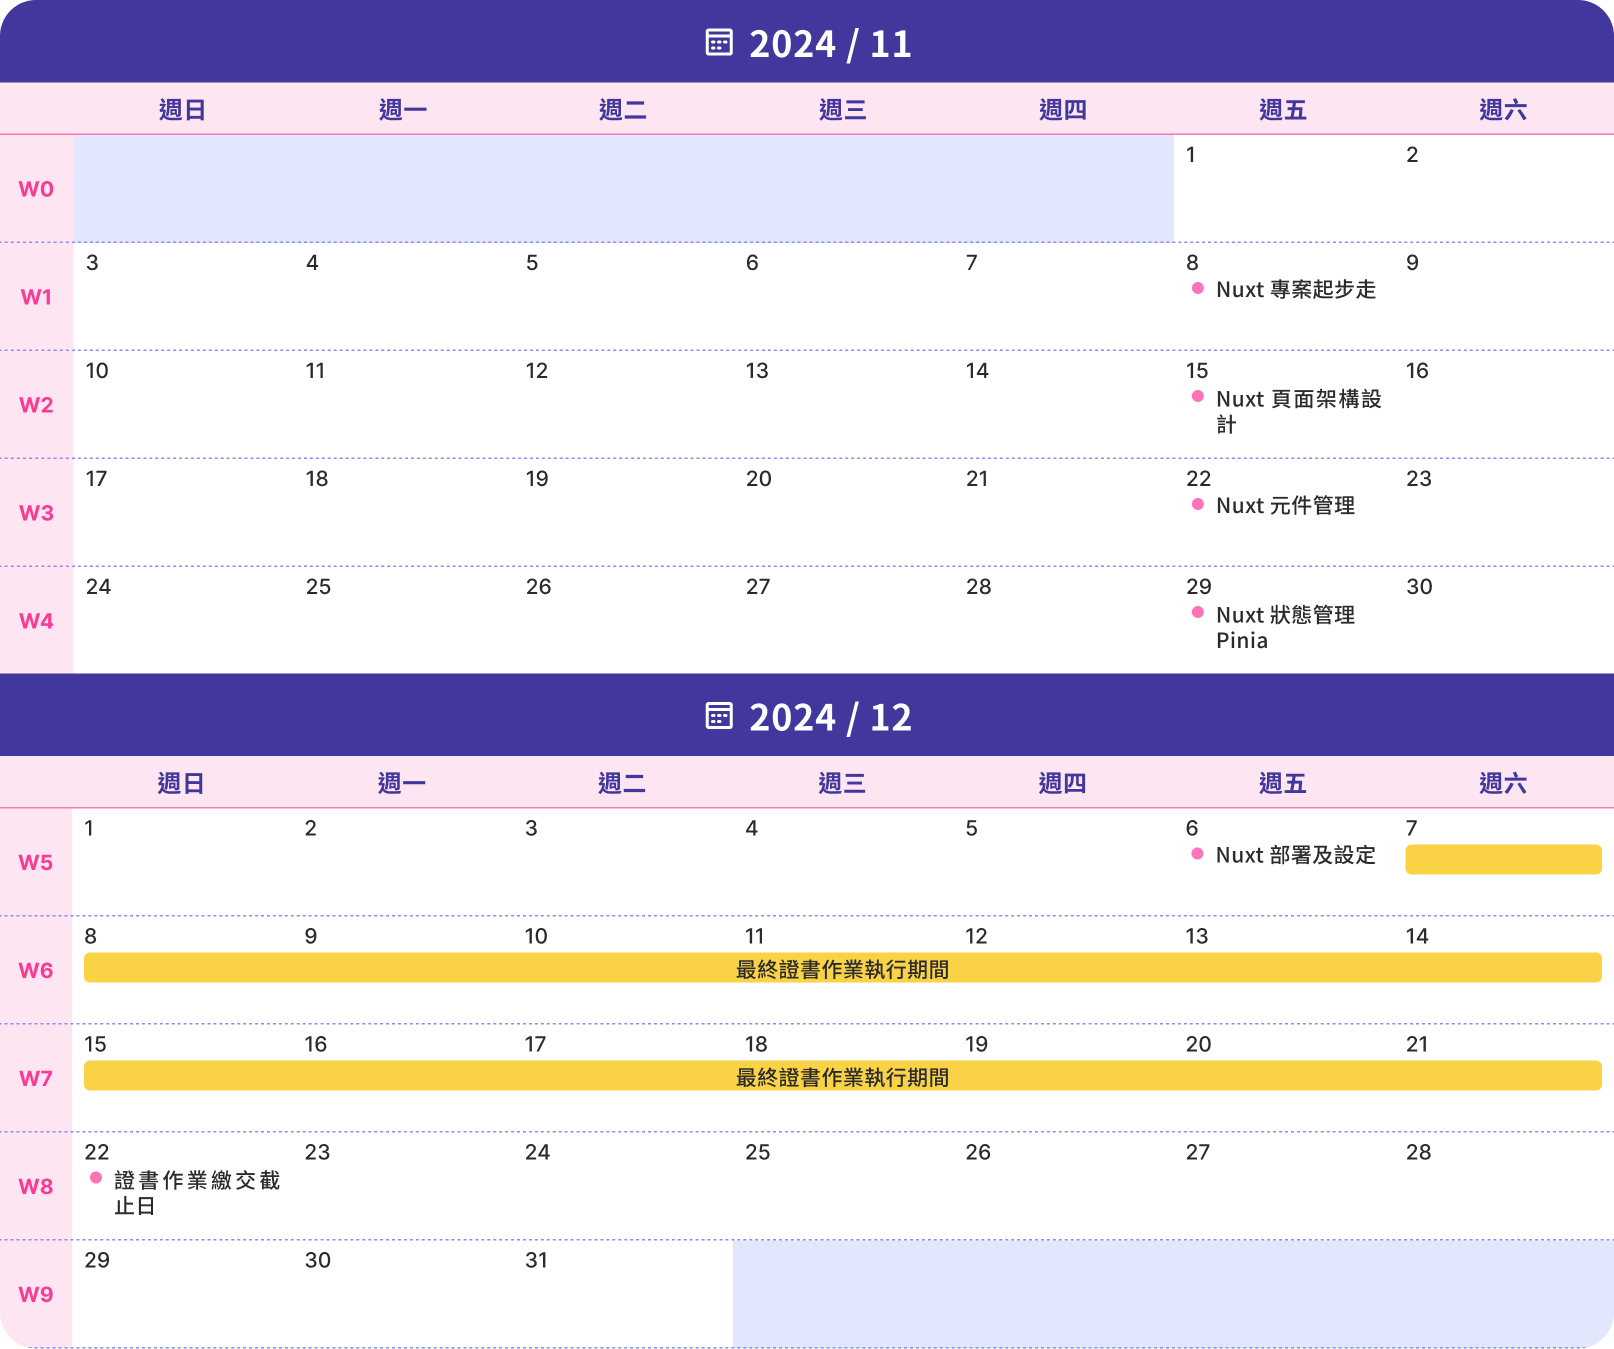 2024 / 11
週日 週一 週二 週三 週四 週五 週六
W0 1 2
W1 3 4 5 6 7 8 9
Nuxt 專案起步走
W2 10 11 12 13 14 15 16
Nuxt 頁面架構設
計
W3 17 18 19 20 21 22 23
Nuxt 元件管理
W4 24 25 26 27 28 29 30
Nuxt 狀態管理
Pinia
2024 / 12
週日 週一 週二 週三 週四 週五 週六
W5 1 2 3 4 5 6 7
Nuxt 部署及設定
W6 8 9 10 11 12 13 14
最終證書作業執行期間
W7 15 16 17 18 19 20 21
最終證書作業執行期間
W8 22 23 24 25 26 27 28
證書作業繳交截
止日
W9 29 30 31